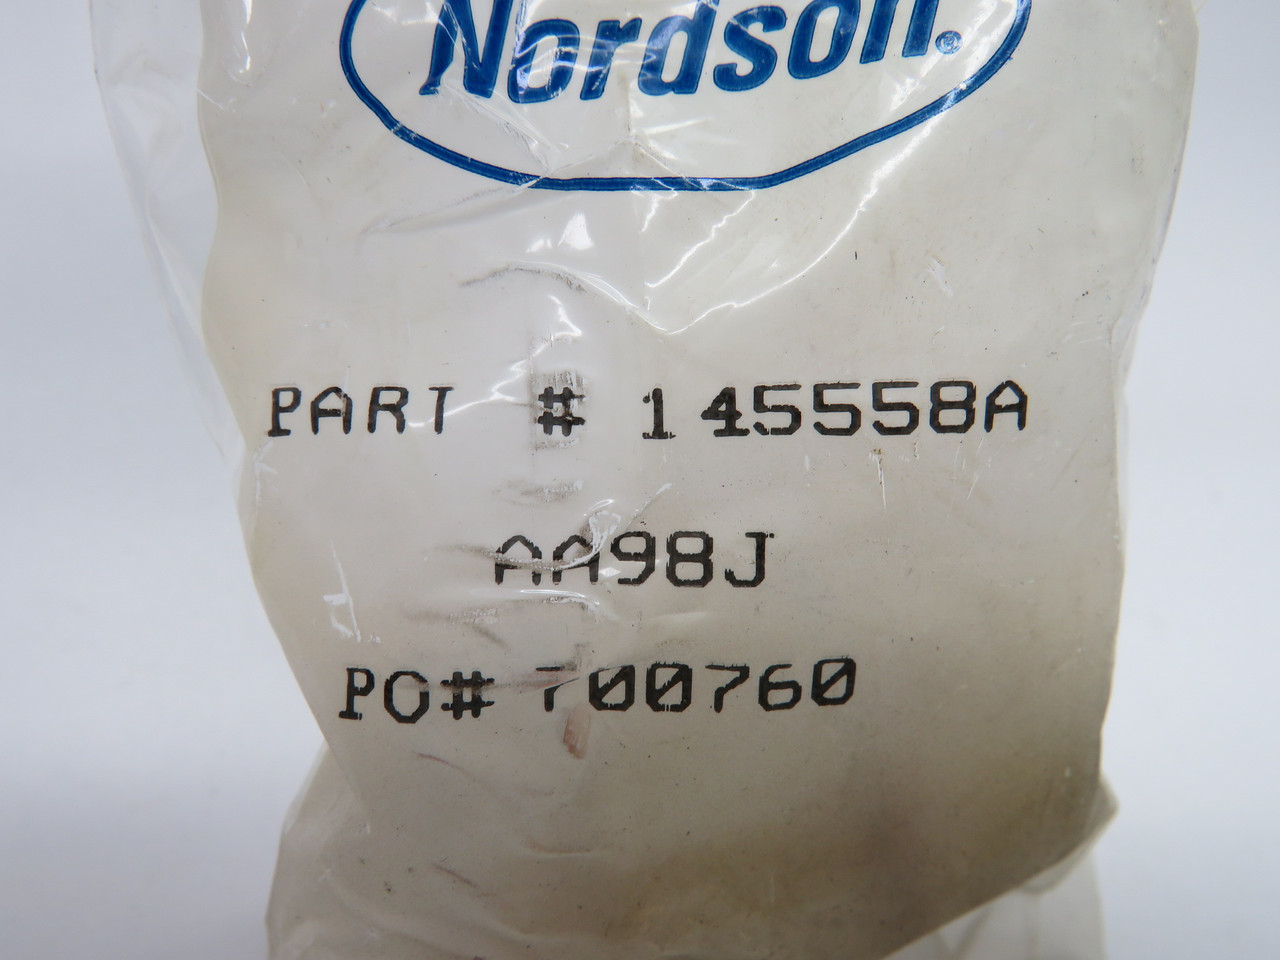 Nordson®
PART # 145558A
AA98J
PO# 700760